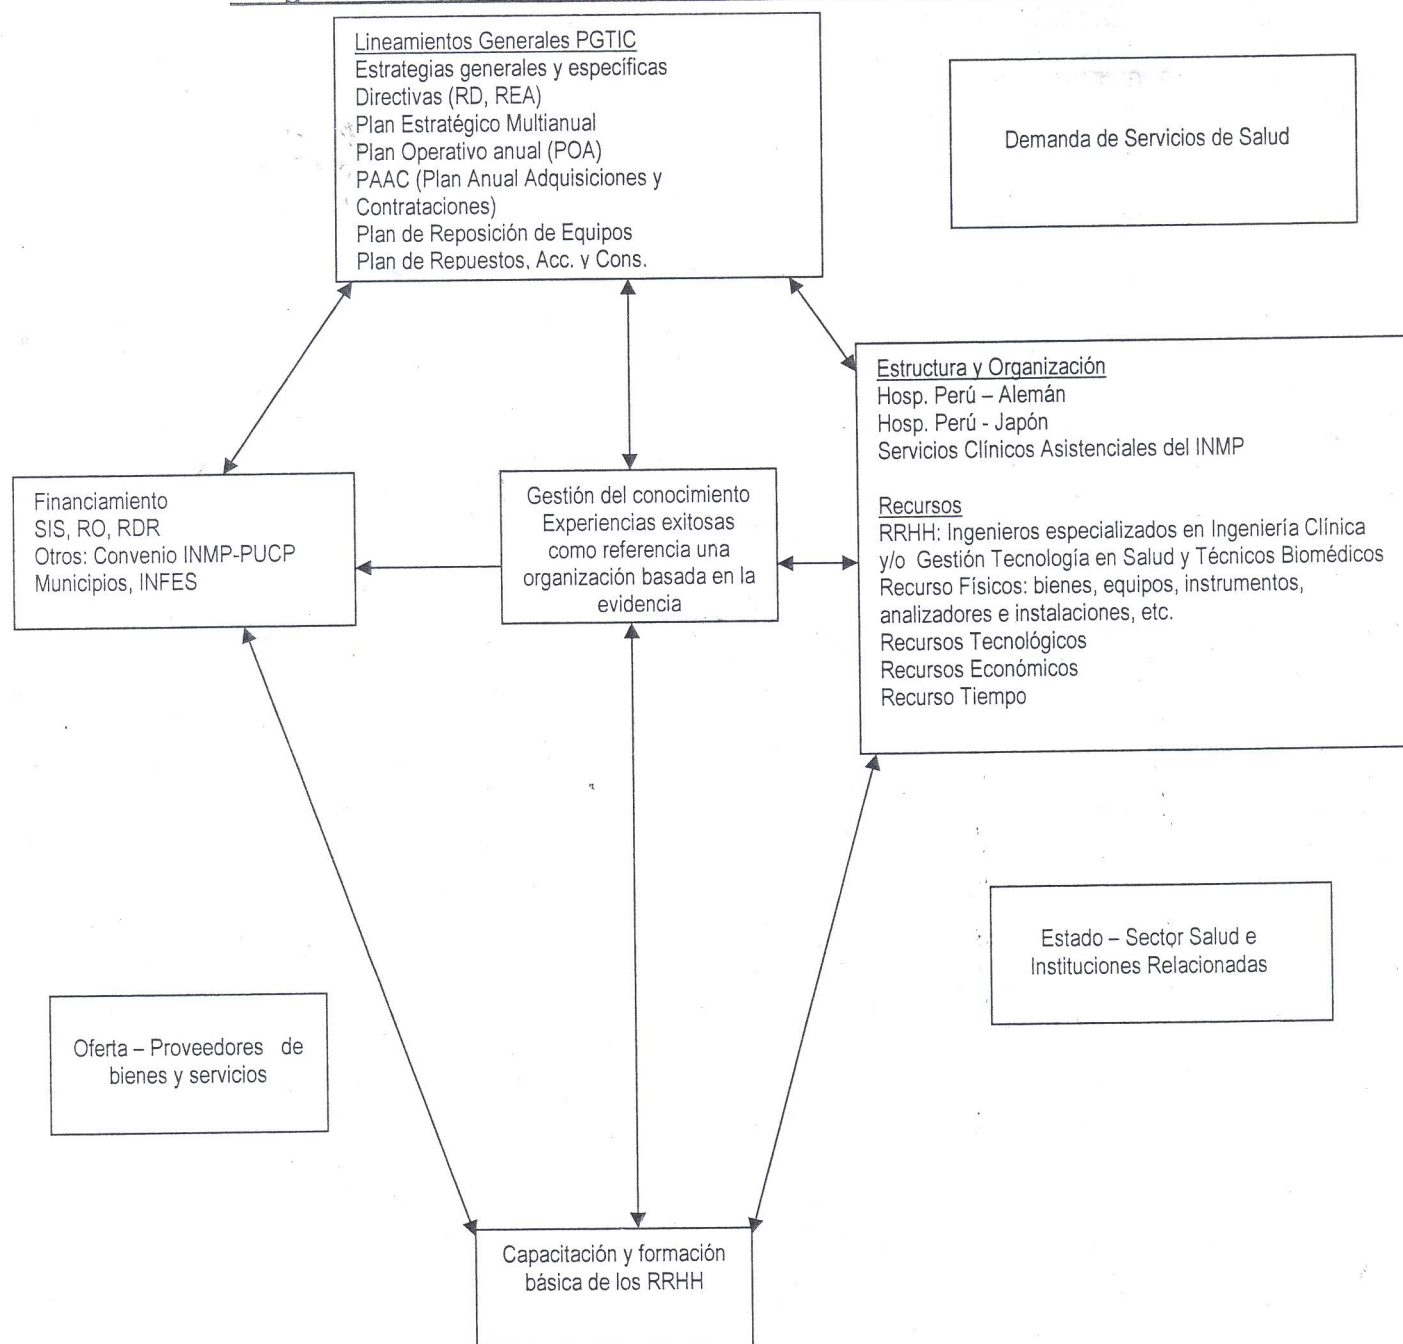 Lineamientos Generales PGTIC
Estrategias generales y específicas
Directivas (RD, REA)
Plan Estratégico Multianual
Plan Operativo anual (POA)
PAAC (Plan Anual Adquisiciones y
Contrataciones)
Plan de Reposición de Equipos
Plan de Repuestos, Acc. y Cons.
Demanda de Servicios de Salud
Estructura y Organización
Hosp. Perú – Alemán
Hosp. Perú - Japón
Servicios Clínicos Asistenciales del INMP
Recursos
RRHH: Ingenieros especializados en Ingeniería Clínica
y/o Gestión Tecnología en Salud y Técnicos Biomédicos
Recurso Físicos: bienes, equipos, instrumentos,
analizadores e instalaciones, etc.
Recursos Tecnológicos
Recursos Económicos
Recurso Tiempo
Financiamiento
SIS, RO, RDR
Otros: Convenio INMP-PUCP
Municipios, INFES
Gestión del conocimiento
Experiencias exitosas
como referencia una
organización basada en la
evidencia
Estado – Sector Salud e
Instituciones Relacionadas
Oferta – Proveedores de
bienes y servicios
Capacitación y formación
básica de los RRHH